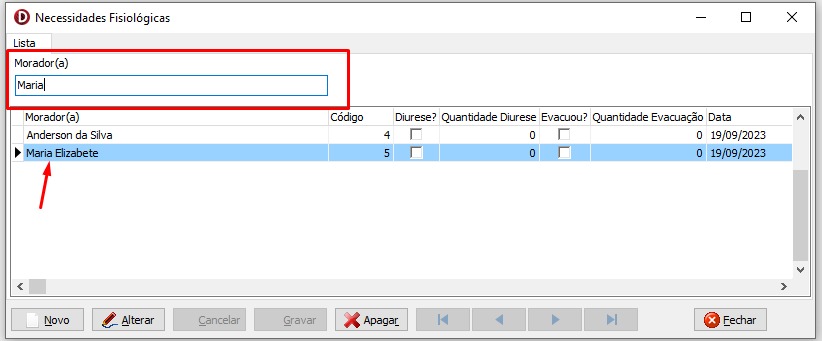 D Necessidades Fisiológicas
Lista
Morador(a)
Maria
Morador(a) Código Diurese? Quantidade Diurese Evacuou? Quantidade Evacuação Data
Anderson da Silva 4 0 0 19/09/2023
Maria Elizabete 5 0 0 19/09/2023
Novo Alterar Cancelar Gravar Apagar Fechar